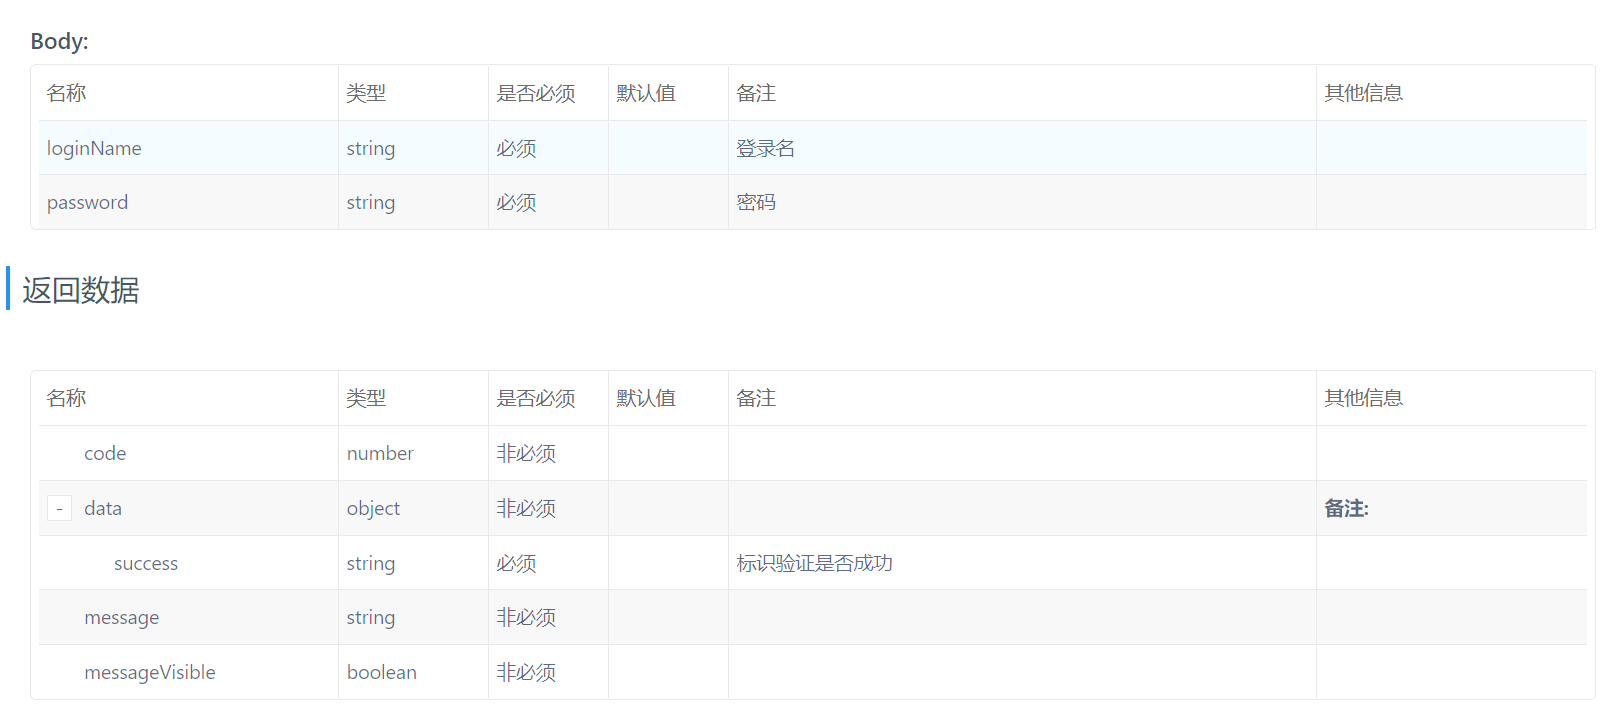 Body:
名称 类型 是否必须 默认值 备注 其他信息
loginName string 必须 登录名
password string 必须 密码
返回数据
名称 类型 是否必须 默认值 备注 其他信息
code number 非必须
- data object 非必须 备注:
success string 必须 标识验证是否成功
message string 非必须
messageVisible boolean 非必须